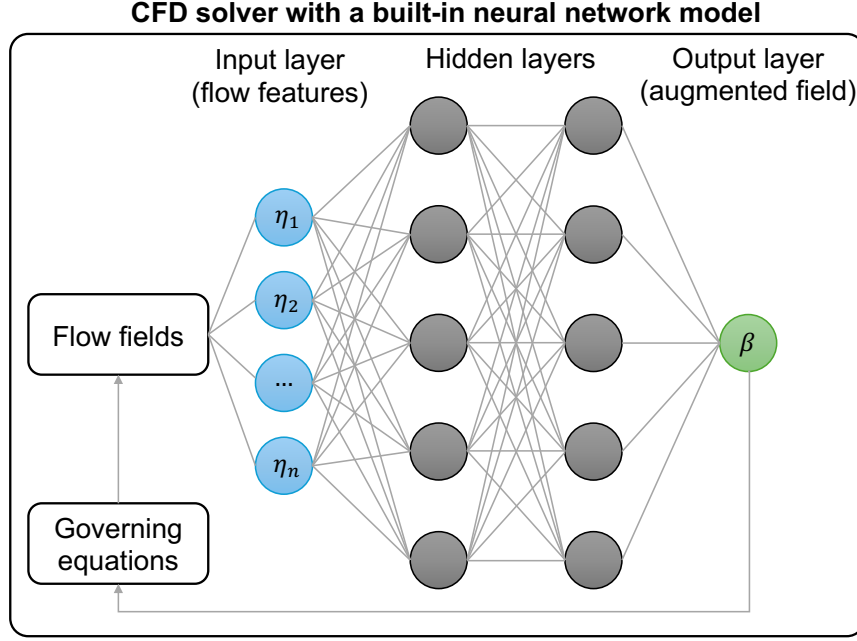 CFD solver with a built-in neural network model
Input layer
(flow features)
Hidden layers
Output layer
(augmented field)
η₁
η₂
...
ηₙ
Flow fields
β
Governing
equations